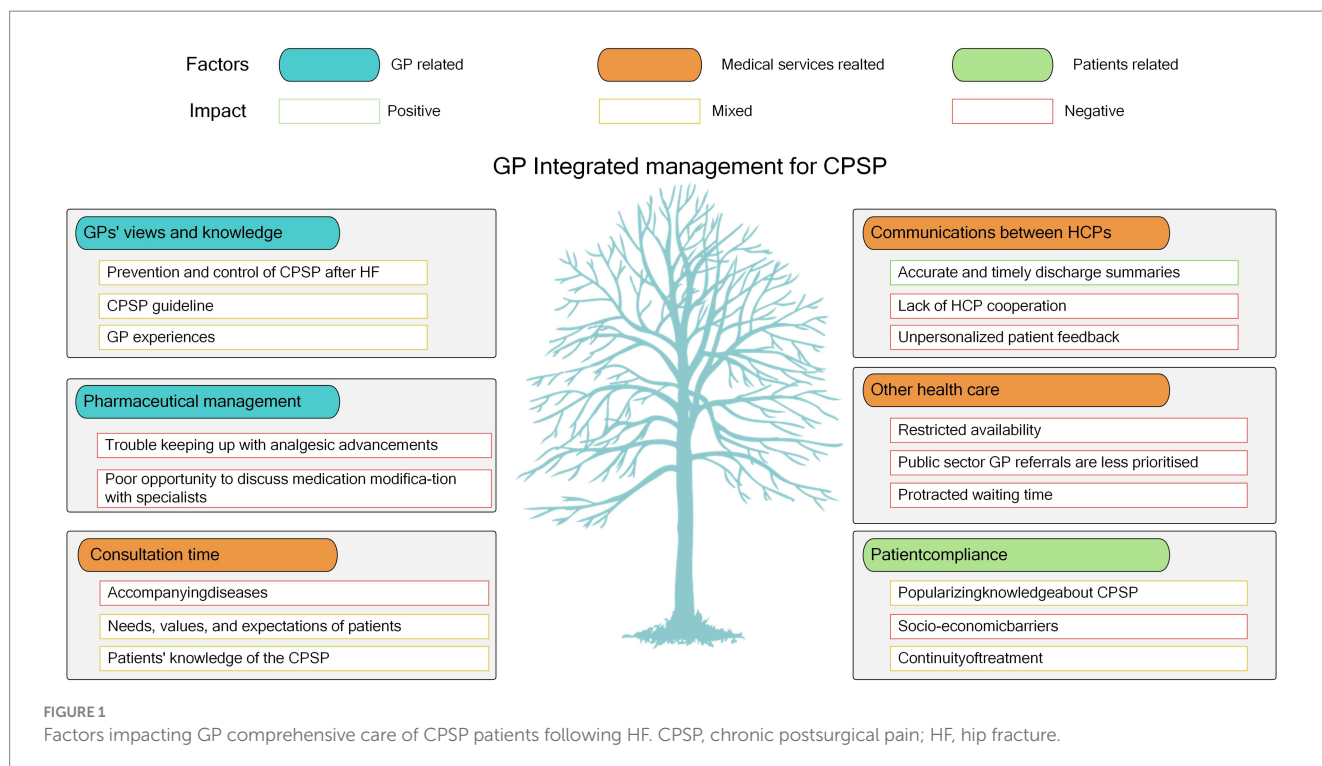 Factors GP related Medical services realted Patients related
Impact Positive Mixed Negative
GP Integrated management for CPSP
GPs' views and knowledge
Prevention and control of CPSP after HF
CPSP guideline
GP experiences
Pharmaceutical management
Trouble keeping up with analgesic advancements
Poor opportunity to discuss medication modifica-tion
with specialists
Consultation time
Accompanyingdiseases
Needs, values, and expectations of patients
Patients' knowledge of the CPSP
Communications between HCPs
Accurate and timely discharge summaries
Lack of HCP cooperation
Unpersonalized patient feedback
Other health care
Restricted availability
Public sector GP referrals are less prioritised
Protracted waiting time
Patientcompliance
Popularizingknowledgeabout CPSP
Socio-economicbarriers
Continuityoftreatment
FIGURE 1
Factors impacting GP comprehensive care of CPSP patients following HF. CPSP, chronic postsurgical pain; HF, hip fracture.